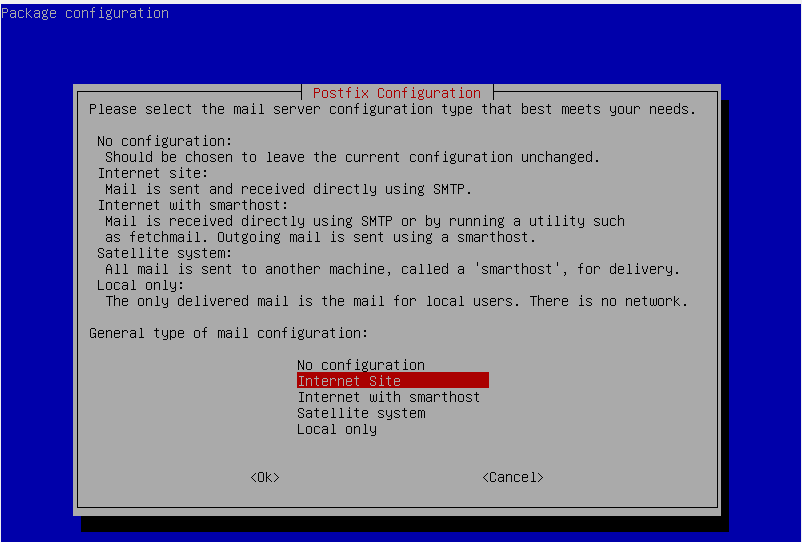 Package configuration
Postfix Configuration
Please select the mail server configuration type that best meets your needs.
No configuration:
Should be chosen to leave the current configuration unchanged.
Internet site:
Mail is sent and received directly using SMTP.
Internet with smarthost:
Mail is received directly using SMTP or by running a utility such
as fetchmail. Outgoing mail is sent using a smarthost.
Satellite system:
All mail is sent to another machine, called a 'smarthost', for delivery.
Local only:
The only delivered mail is the mail for local users. There is no network.
General type of mail configuration:
No configuration
Internet Site
Internet with smarthost
Satellite system
Local only
<Ok> <Cancel>